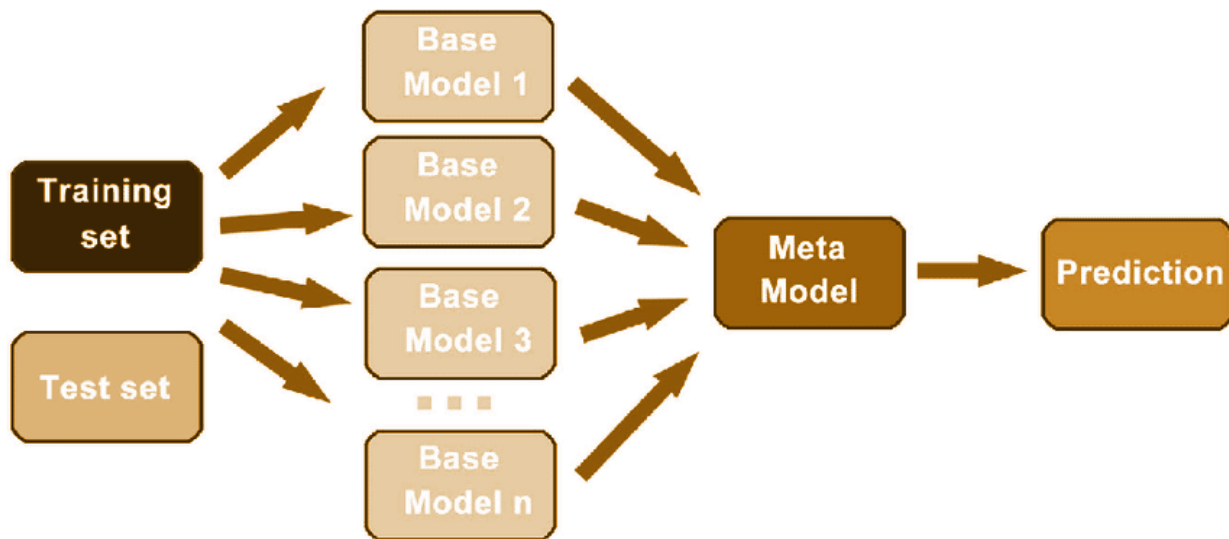 Training
set
Test set
Base
Model 1
Base
Model 2
Base
Model 3
Base
Model n
Meta
Model
Prediction